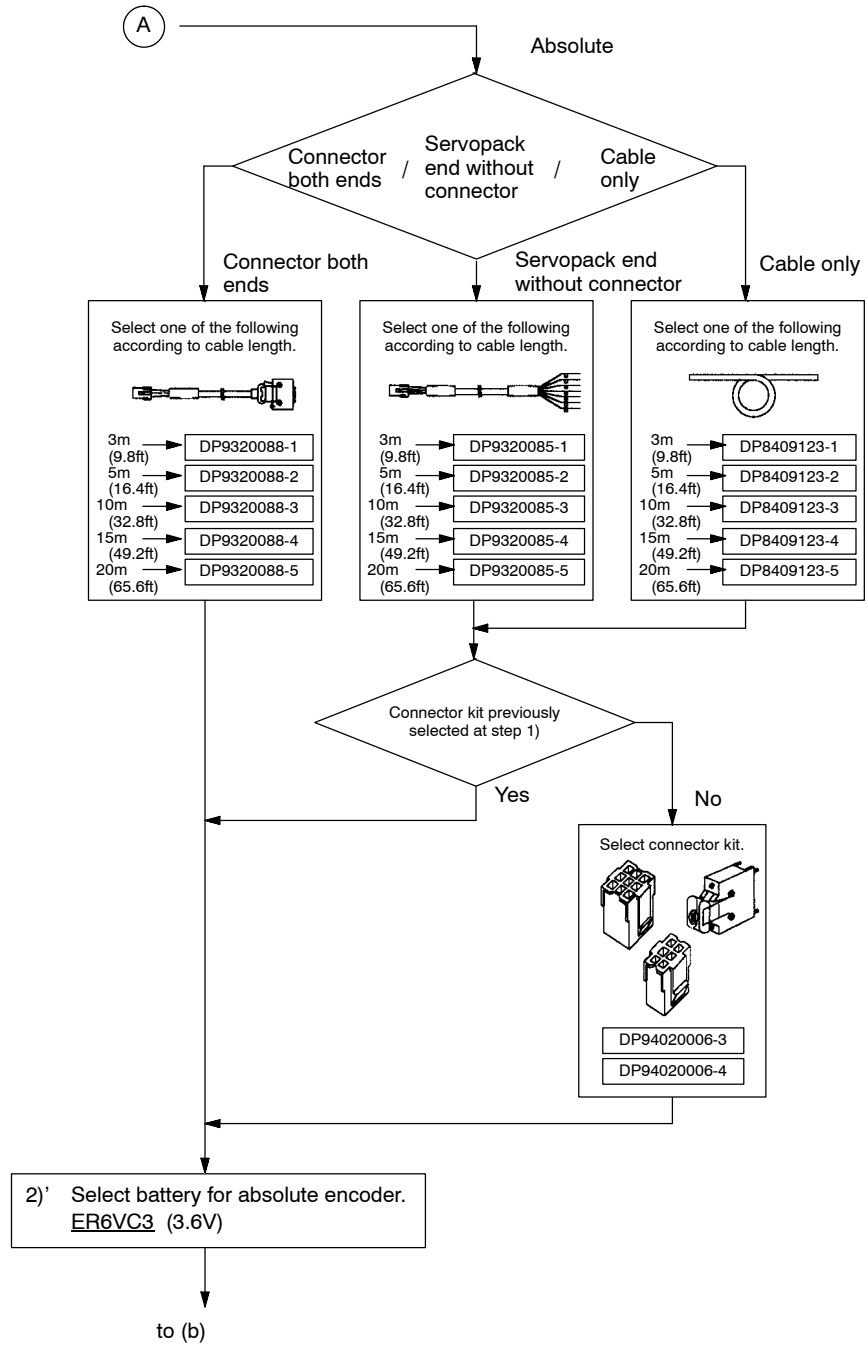 A
Absolute
Connector
both ends
/
Servopack
end without
connector
/
Cable
only
Connector both
ends
Servopack end
without connector
Cable only
Select one of the following
according to cable length.
3m
(9.8ft)
DP9320088-1
5m
(16.4ft)
DP9320088-2
10m
(32.8ft)
DP9320088-3
15m
(49.2ft)
DP9320088-4
20m
(65.6ft)
DP9320088-5
Select one of the following
according to cable length.
3m
(9.8ft)
DP9320085-1
5m
(16.4ft)
DP9320085-2
10m
(32.8ft)
DP9320085-3
15m
(49.2ft)
DP9320085-4
20m
(65.6ft)
DP9320085-5
Select one of the following
according to cable length.
3m
(9.8ft)
DP8409123-1
5m
(16.4ft)
DP8409123-2
10m
(32.8ft)
DP8409123-3
15m
(49.2ft)
DP8409123-4
20m
(65.6ft)
DP8409123-5
Connector kit previously
selected at step 1)
Yes
No
Select connector kit.
DP94020006-3
DP94020006-4
2)’ Select battery for absolute encoder.
ER6VC3 (3.6V)
to (b)